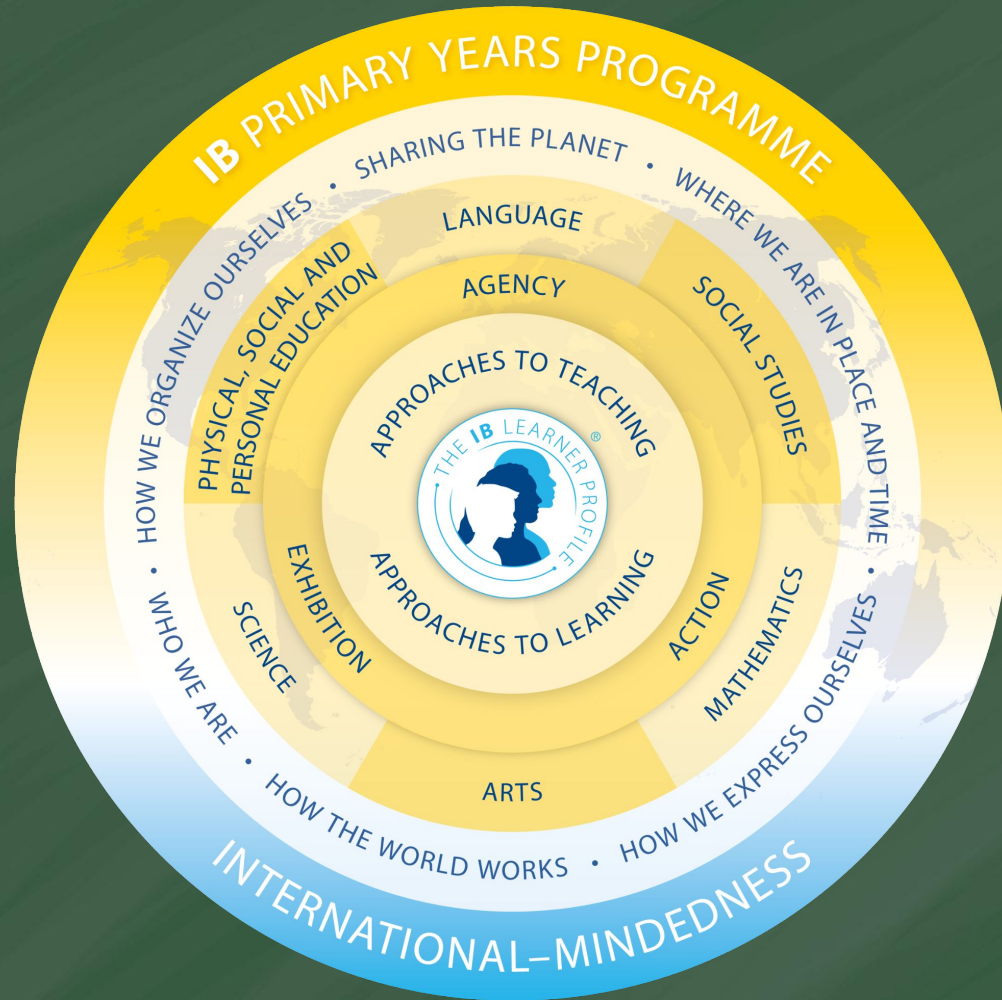 IB PRIMARY YEARS PROGRAMME
SHARING THE PLANET
•
WHERE WE ARE IN PLACE AND TIME
•
HOW WE EXPRESS OURSELVES
•
HOW THE WORLD WORKS
•
WHO WE ARE
•
HOW WE ORGANIZE OURSELVES
•
LANGUAGE
SOCIAL STUDIES
MATHEMATICS
ARTS
SCIENCE
PHYSICAL, SOCIAL AND
PERSONAL EDUCATION
AGENCY
ACTION
EXHIBITION
APPROACHES TO TEACHING
APPROACHES TO LEARNING
• THE IB LEARNER PROFILE • ®
INTERNATIONAL–MINDEDNESS